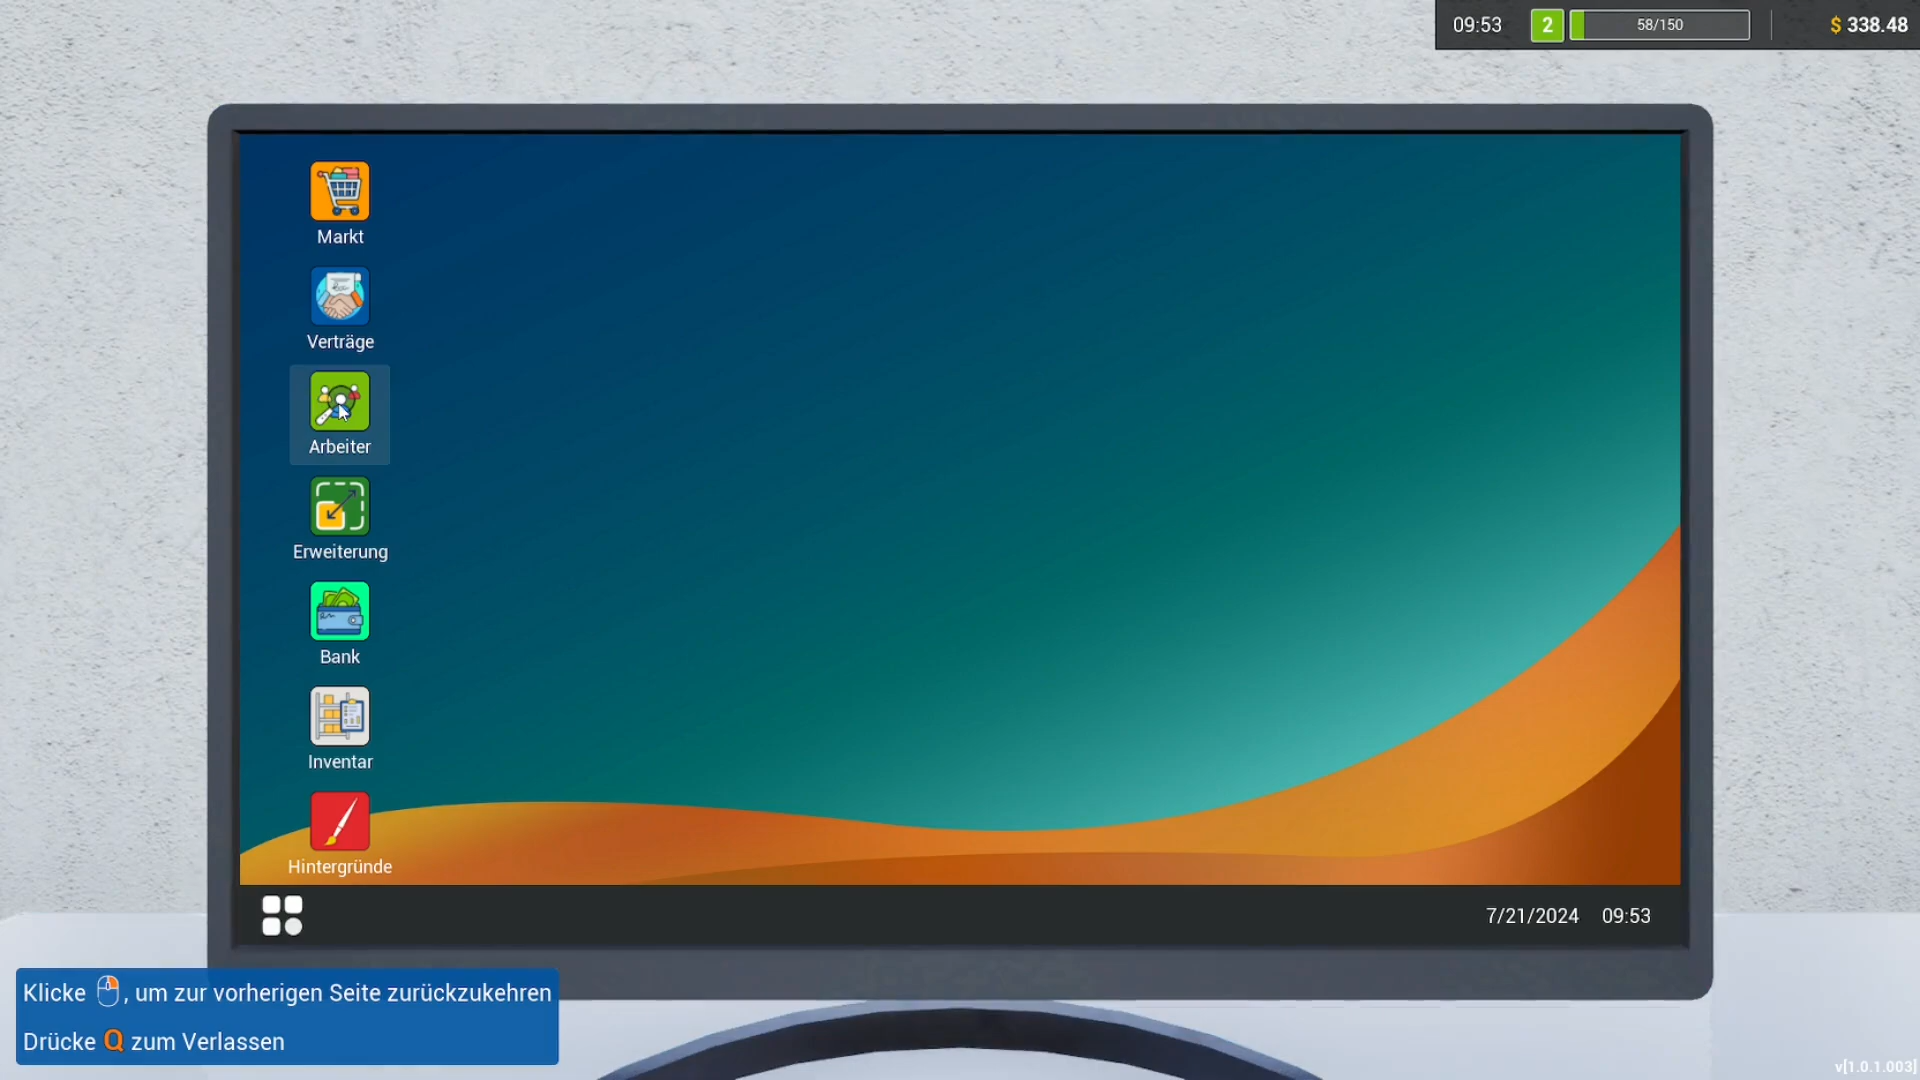 09:53
2
58/150
$ 338.48
Markt
Verträge
Arbeiter
Erweiterung
Bank
Inventar
Hintergründe
7/21/2024 09:53
Klicke , um zur vorherigen Seite zurückzukehren
Drücke Q zum Verlassen
v[1.0.1.003]